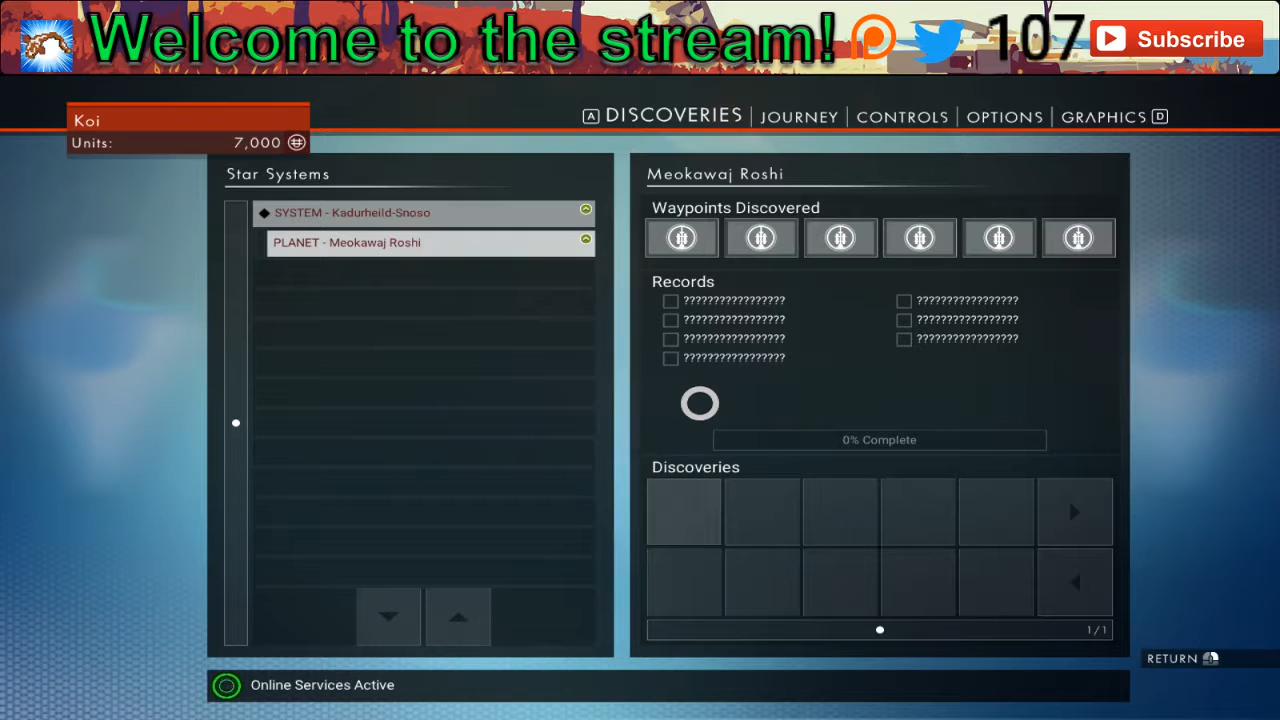 Welcome to the stream! 107 Subscribe
Koi
Units: 7,000
A DISCOVERIES JOURNEY CONTROLS OPTIONS GRAPHICS D
Star Systems
SYSTEM - Kadurheild-Snoso
PLANET - Meokawaj Roshi
Meokawaj Roshi
Waypoints Discovered
Records
????????????????? ?????????????????
????????????????? ?????????????????
????????????????? ?????????????????
?????????????????
0% Complete
Discoveries
1/1
RETURN
Online Services Active